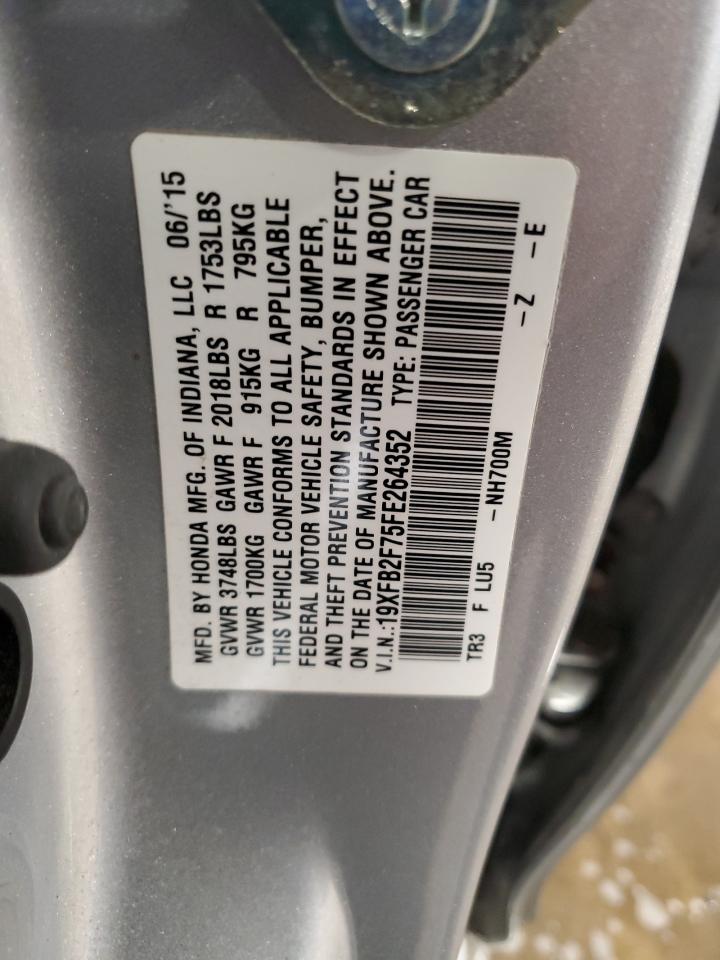 MFD. BY HONDA MFG. OF INDIANA, LLC 06/'15
GVWR 3748LBS GAWR F 2018LBS R 1753LBS
GVWR 1700KG GAWR F 915KG R 795KG
THIS VEHICLE CONFORMS TO ALL APPLICABLE
FEDERAL MOTOR VEHICLE SAFETY, BUMPER,
AND THEFT PREVENTION STANDARDS IN EFFECT
ON THE DATE OF MANUFACTURE SHOWN ABOVE.
V.I.N.:19XFB2F75FE264352 TYPE: PASSENGER CAR
TR3 F LU5 -NH700M -Z -E